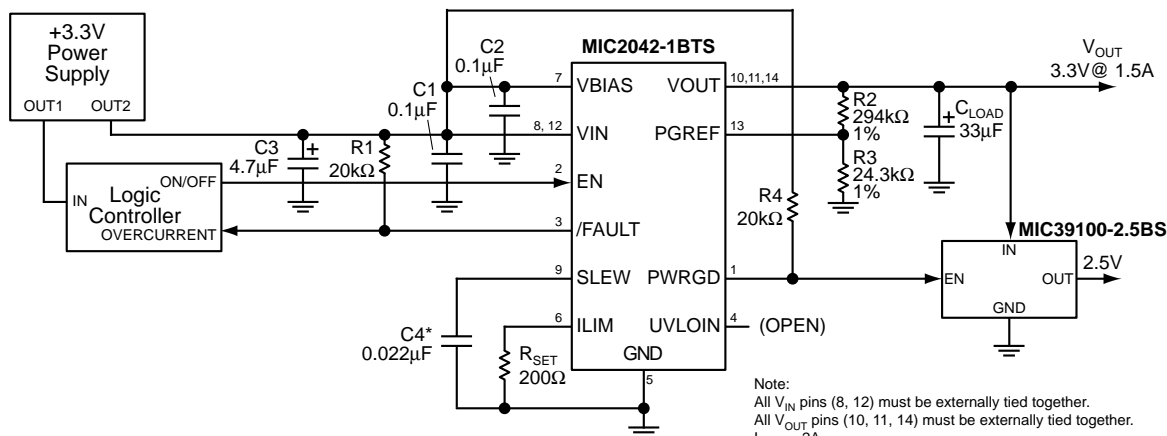 +3.3V
Power
Supply
OUT1
OUT2
C3
4.7µF
R1
20kΩ
C1
0.1µF
C2
0.1µF
IN
ON/OFF
Logic
Controller
OVERCURRENT
C4*
0.022µF
RSET
200Ω
MIC2042-1BTS
7
VBIAS
8, 12
VIN
2
EN
3
/FAULT
9
SLEW
6
ILIM
VOUT
10,11,14
PGREF
13
PWRGD
1
UVLOIN
4
(OPEN)
GND
5
R4
20kΩ
R2
294kΩ
1%
R3
24.3kΩ
1%
+
CLOAD
33µF
+
VOUT
3.3V@ 1.5A
MIC39100-2.5BS
IN
EN
OUT
2.5V
GND
Note:
All VIN pins (8, 12) must be externally tied together.
All VOUT pins (10, 11, 14) must be externally tied together.